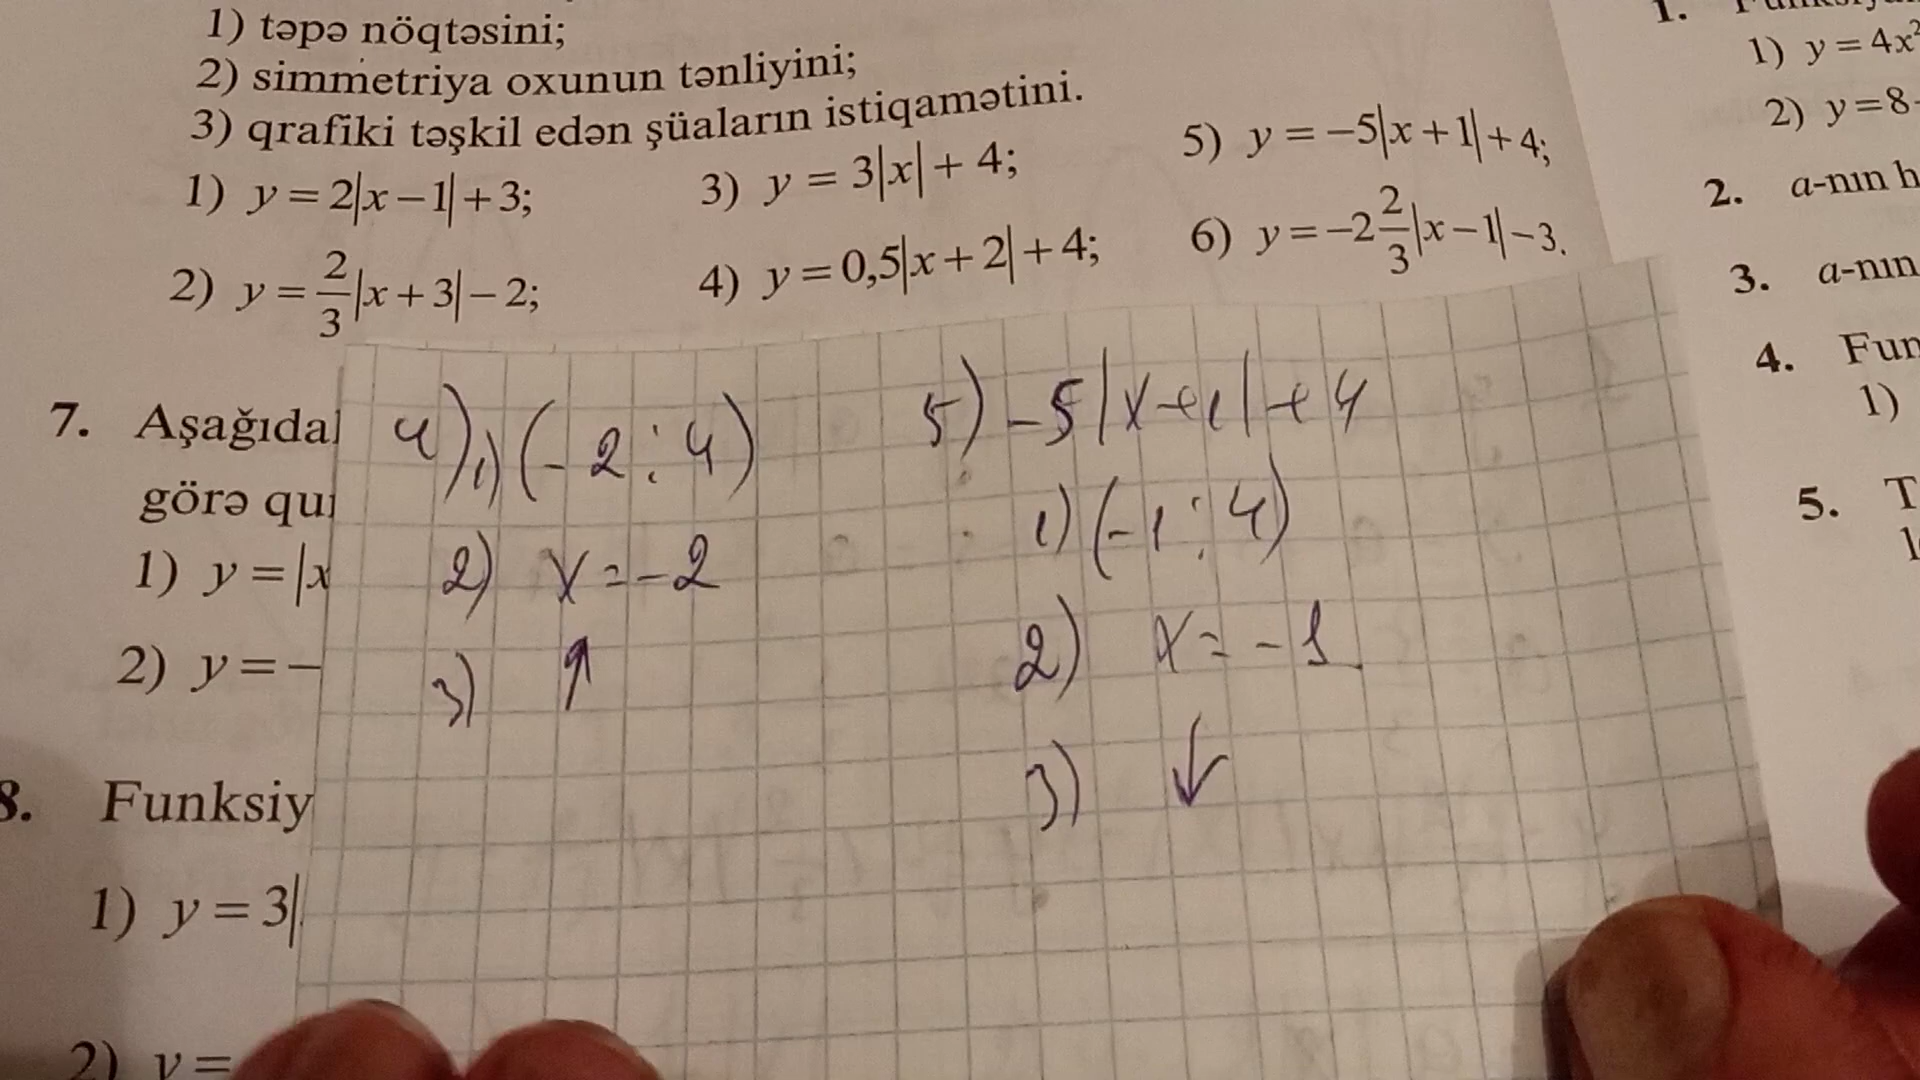 1) təpə nöqtəsini;
2) simmetriya oxunun tənliyini;
3) qrafiki təşkil edən şüaların istiqamətini.
1) y = 2|x − 1| + 3;
2) y = 2/3|x + 3| − 2;
3) y = 3|x| + 4;
4) y = 0,5|x + 2| + 4;
5) y = −5|x + 1| + 4;
6) y = −2 2/3|x − 1| − 3.
7. Aşağıdal
görə qu
1) y = |x
2) y = −
8. Funksiy
1) y = 3|
2) y =
4) 1) (-2; 4)
2) x = -2
3) ↑
5) -5|x+1|+4
1) (-1; 4)
2) x = -1
3) ↓
1.
1) y = 4x²
2) y = 8-
2. a-nın h
3. a-nın
4. Fun
1)
5. T